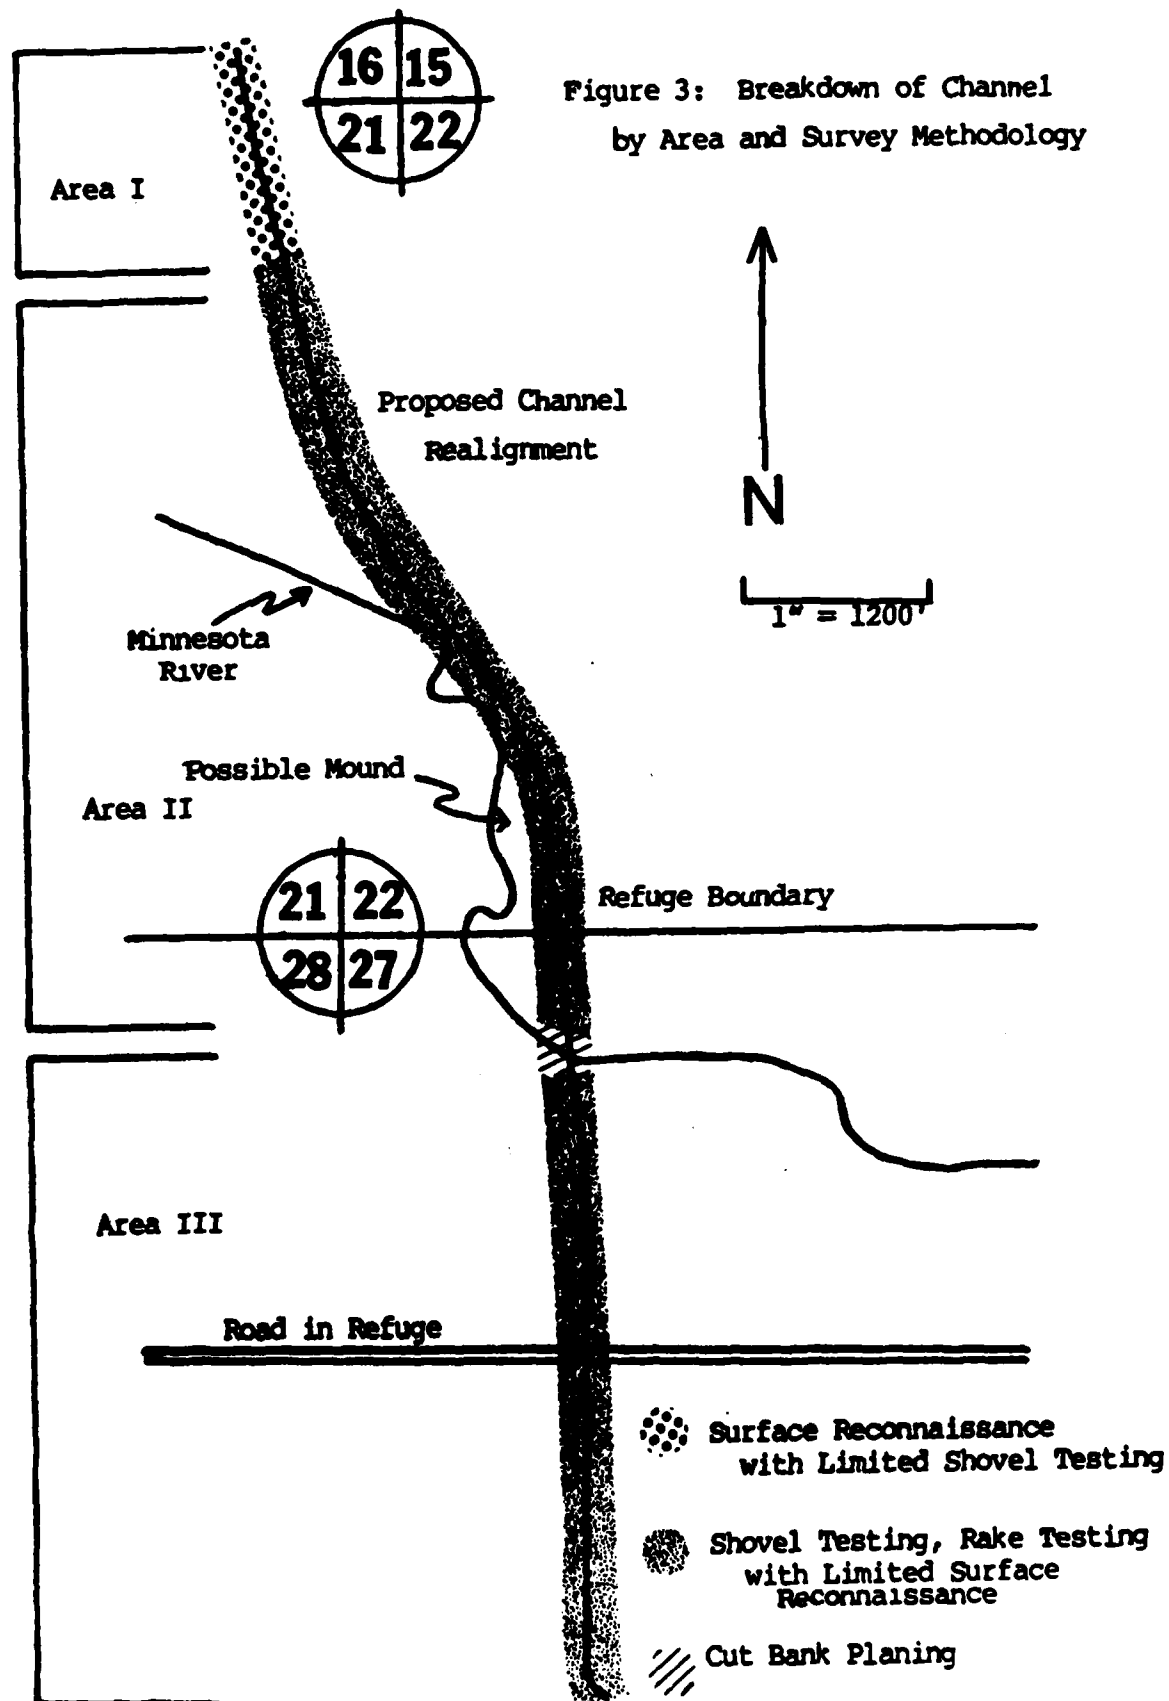 16 15
21 22
Figure 3: Breakdown of Channel
by Area and Survey Methodology
Area I
Proposed Channel
Realignment
N
1" = 1200'
Minnesota
River
Possible Mound
Area II
21 22
28 27
Refuge Boundary
Area III
Road in Refuge
Surface Reconnaissance
with Limited Shovel Testing
Shovel Testing, Rake Testing
with Limited Surface
Reconnaissance
Cut Bank Planing